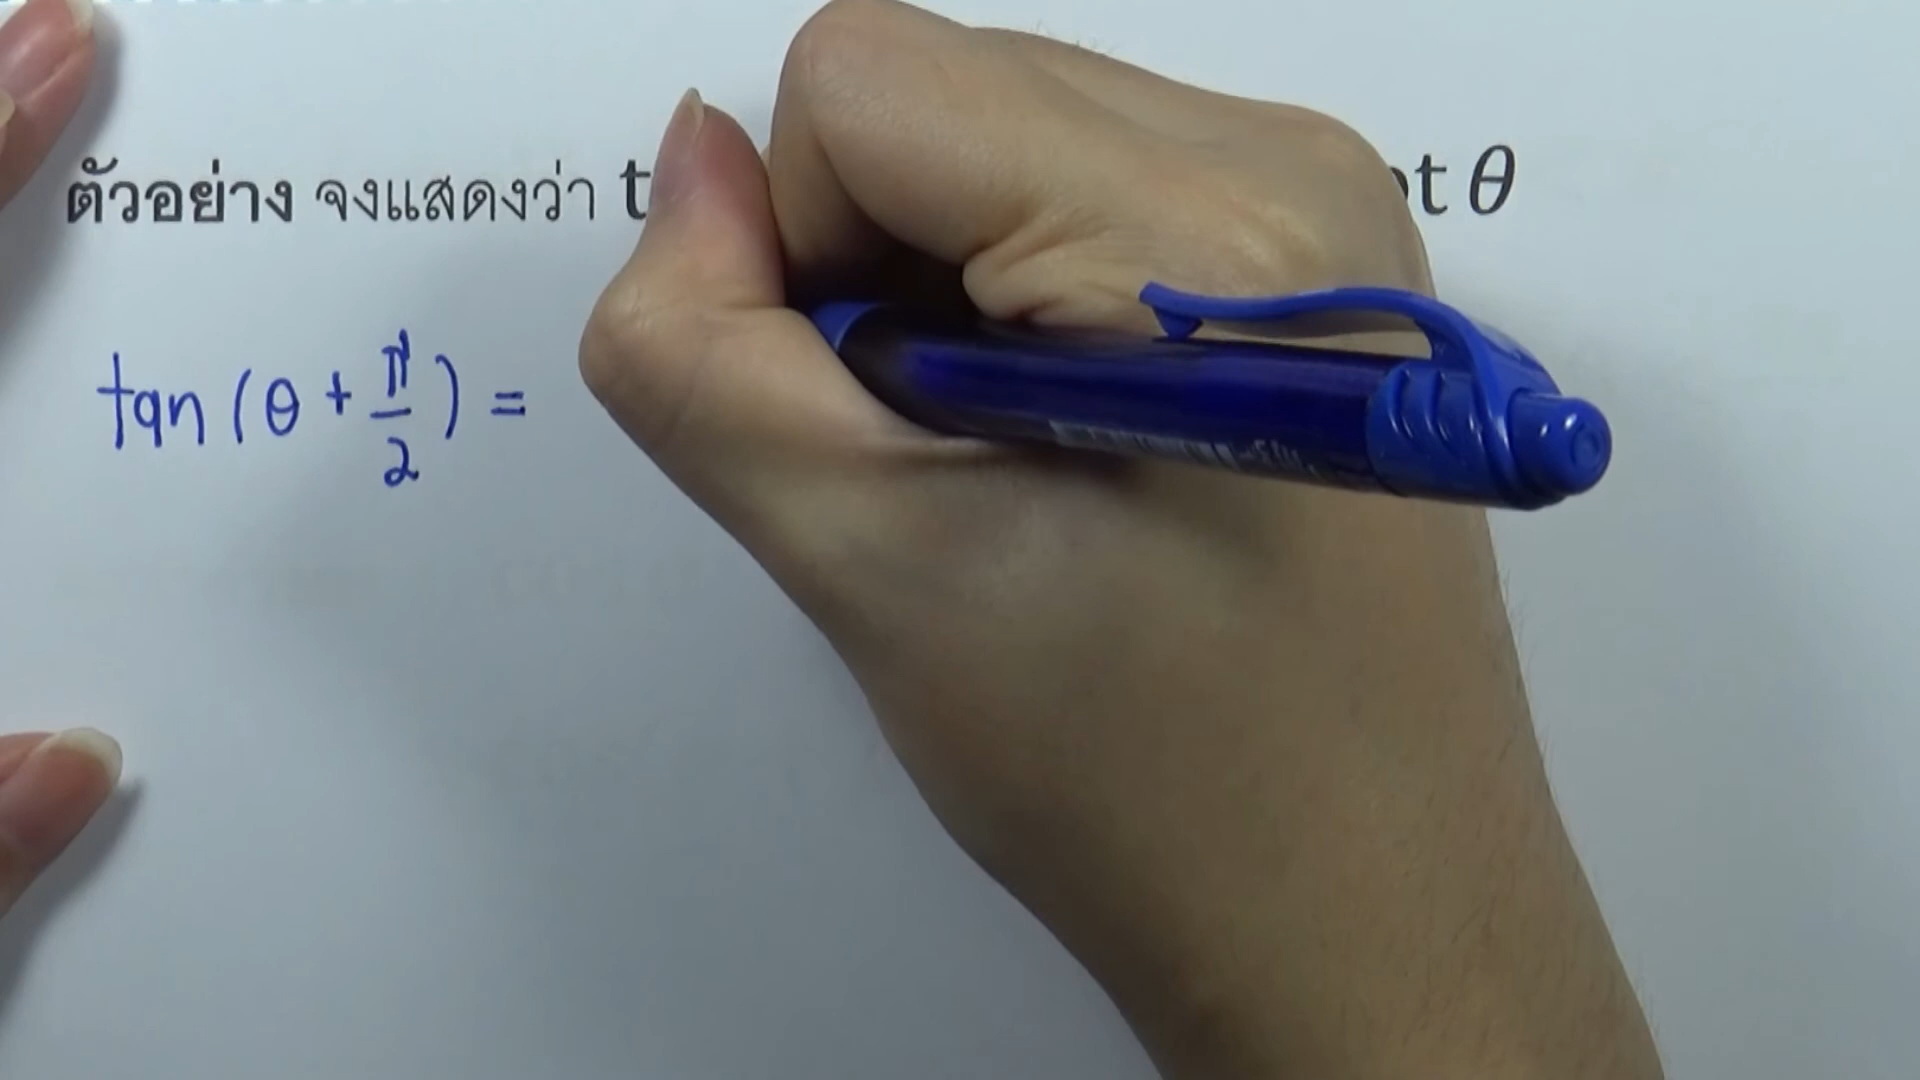 ตัวอย่าง จงแสดงว่า t θ
tan (θ + π/2) =